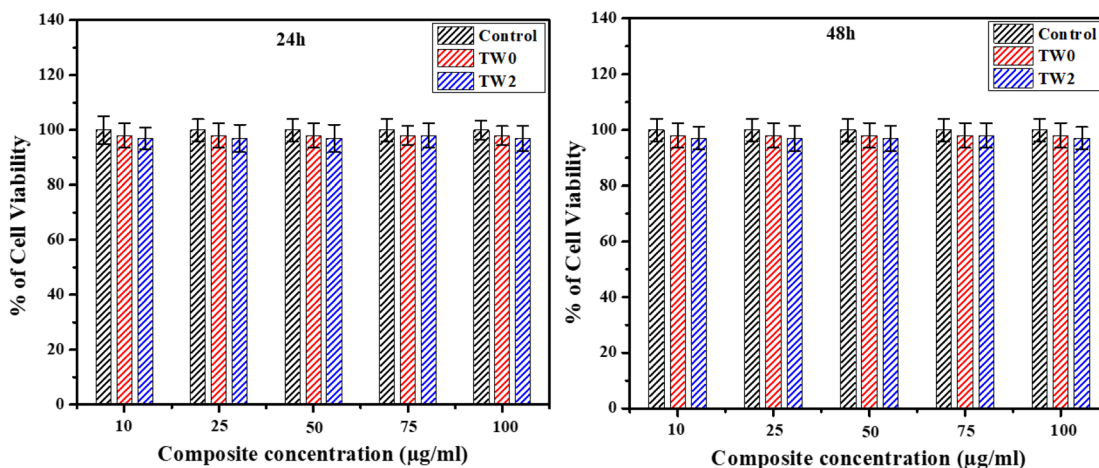 24h
Control
TW0
TW2
% of Cell Viability
140
120
100
80
60
40
20
0
10 25 50 75 100
Composite concentration (µg/ml)
48h
Control
TW0
TW2
% of Cell Viability
140
120
100
80
60
40
20
0
10 25 50 75 100
Composite concentration (µg/ml)